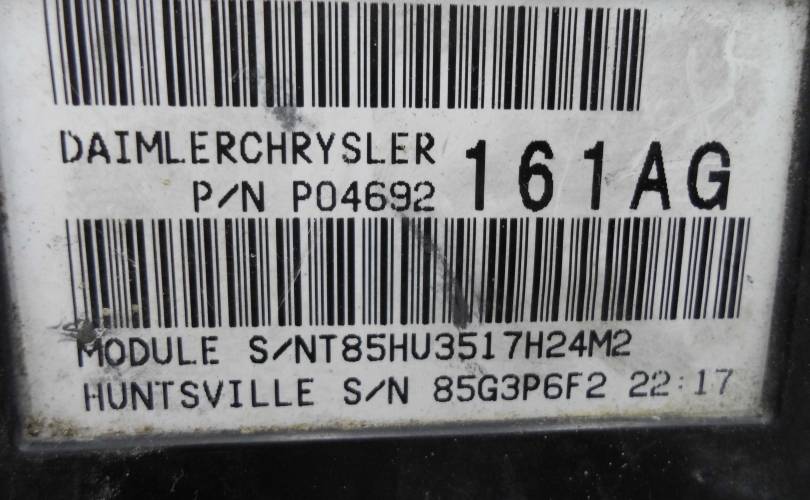 DAIMLERCHRYSLER 161AG
P/N P04692
MODULE S/NT85HU3517H24M2
HUNTSVILLE S/N 85G3P6F2 22:17